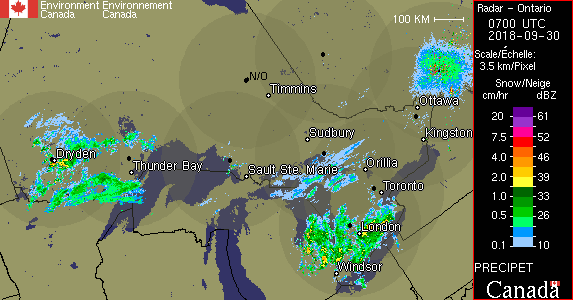 Environment Environnement
Canada Canada
100 KM
N/O
Timmins
Ottawa
Sudbury
Kingston
Dryden
Thunder Bay
Sault Ste. Marie
Orillia
Toronto
London
Windsor
Radar - Ontario
0700 UTC
2018-09-30
Scale/Échelle:
3.5 km/Pixel
Snow/Neige
cm/hr dBZ
20 61
7.5 52
4.0 46
2.0 39
1.0 33
0.5 26
0.1 10
PRECIPET
Canada